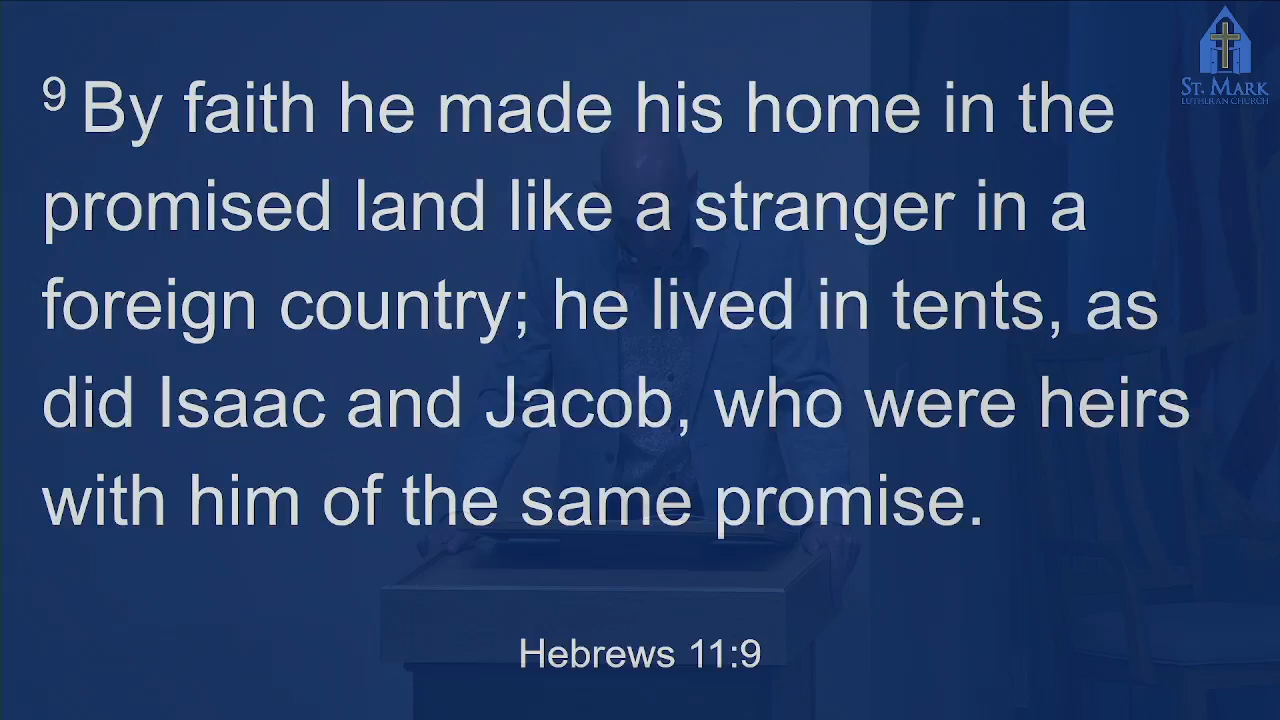 ST. MARK
LUTHERAN CHURCH
9 By faith he made his home in the
promised land like a stranger in a
foreign country; he lived in tents, as
did Isaac and Jacob, who were heirs
with him of the same promise.
Hebrews 11:9